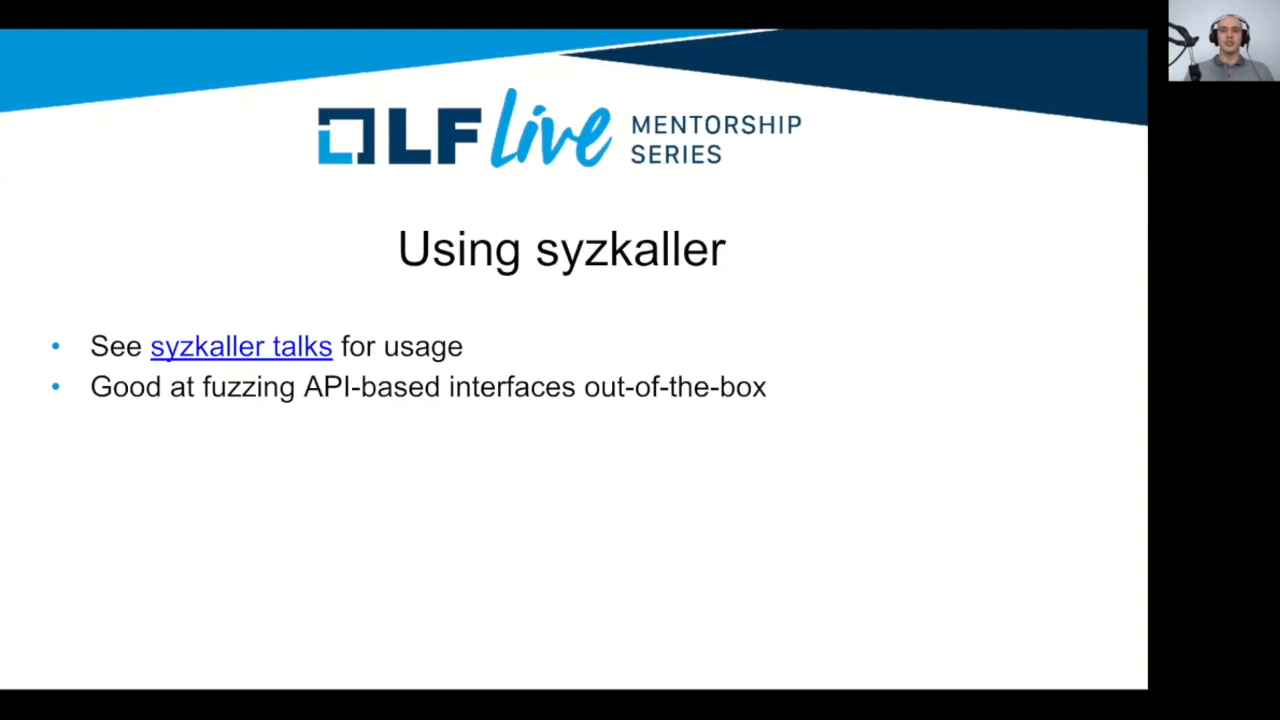 LF Live MENTORSHIP
SERIES
Using syzkaller
• See syzkaller talks for usage
• Good at fuzzing API-based interfaces out-of-the-box